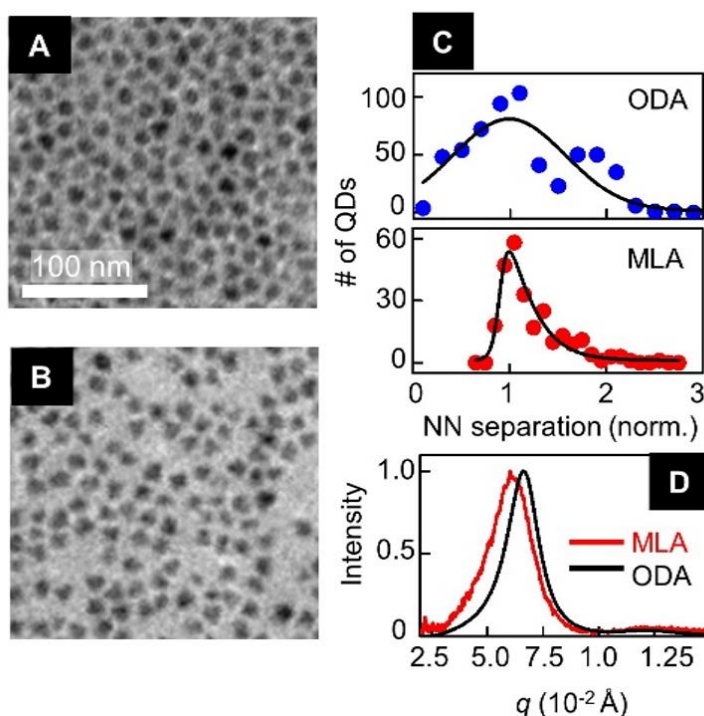 A
100 nm
B
C
100
50
0
ODA
# of QDs
60
30
0
MLA
0
1
2
3
NN separation (norm.)
D
Intensity
1.0
0.5
0
MLA
ODA
2.5 5.0 7.5 1.0 1.25
q (10-2 Å)